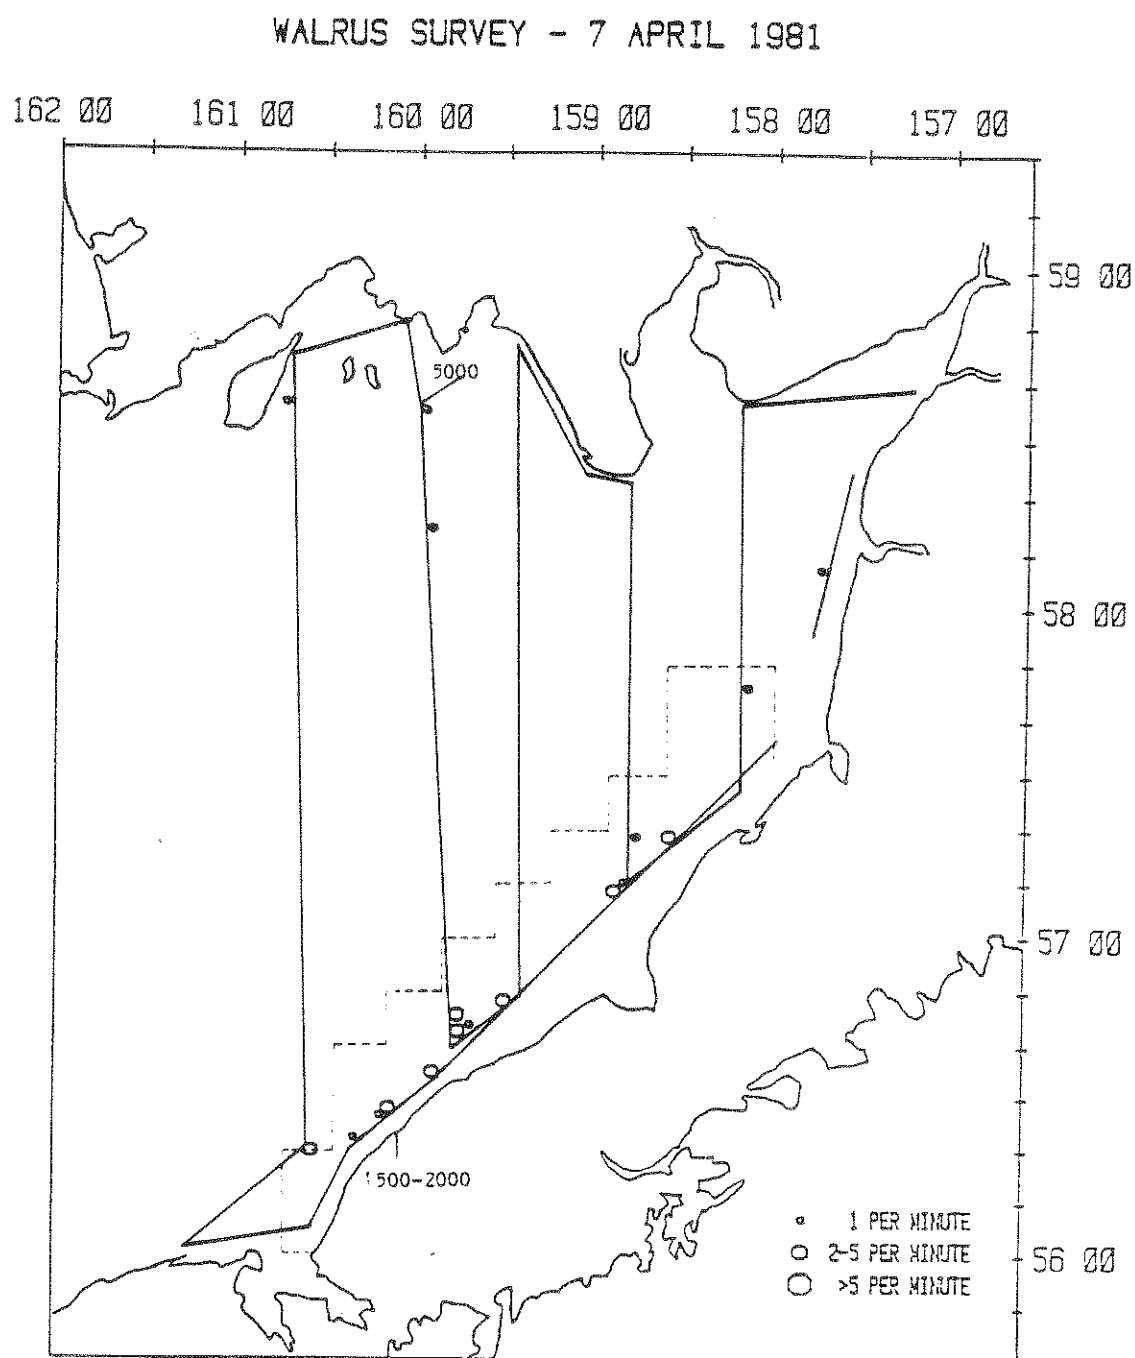 WALRUS SURVEY - 7 APRIL 1981
162 00 161 00 160 00 159 00 158 00 157 00
59 00
5000
58 00
57 00
1500-2000
1 PER MINUTE
2-5 PER MINUTE
56 00
>5 PER MINUTE